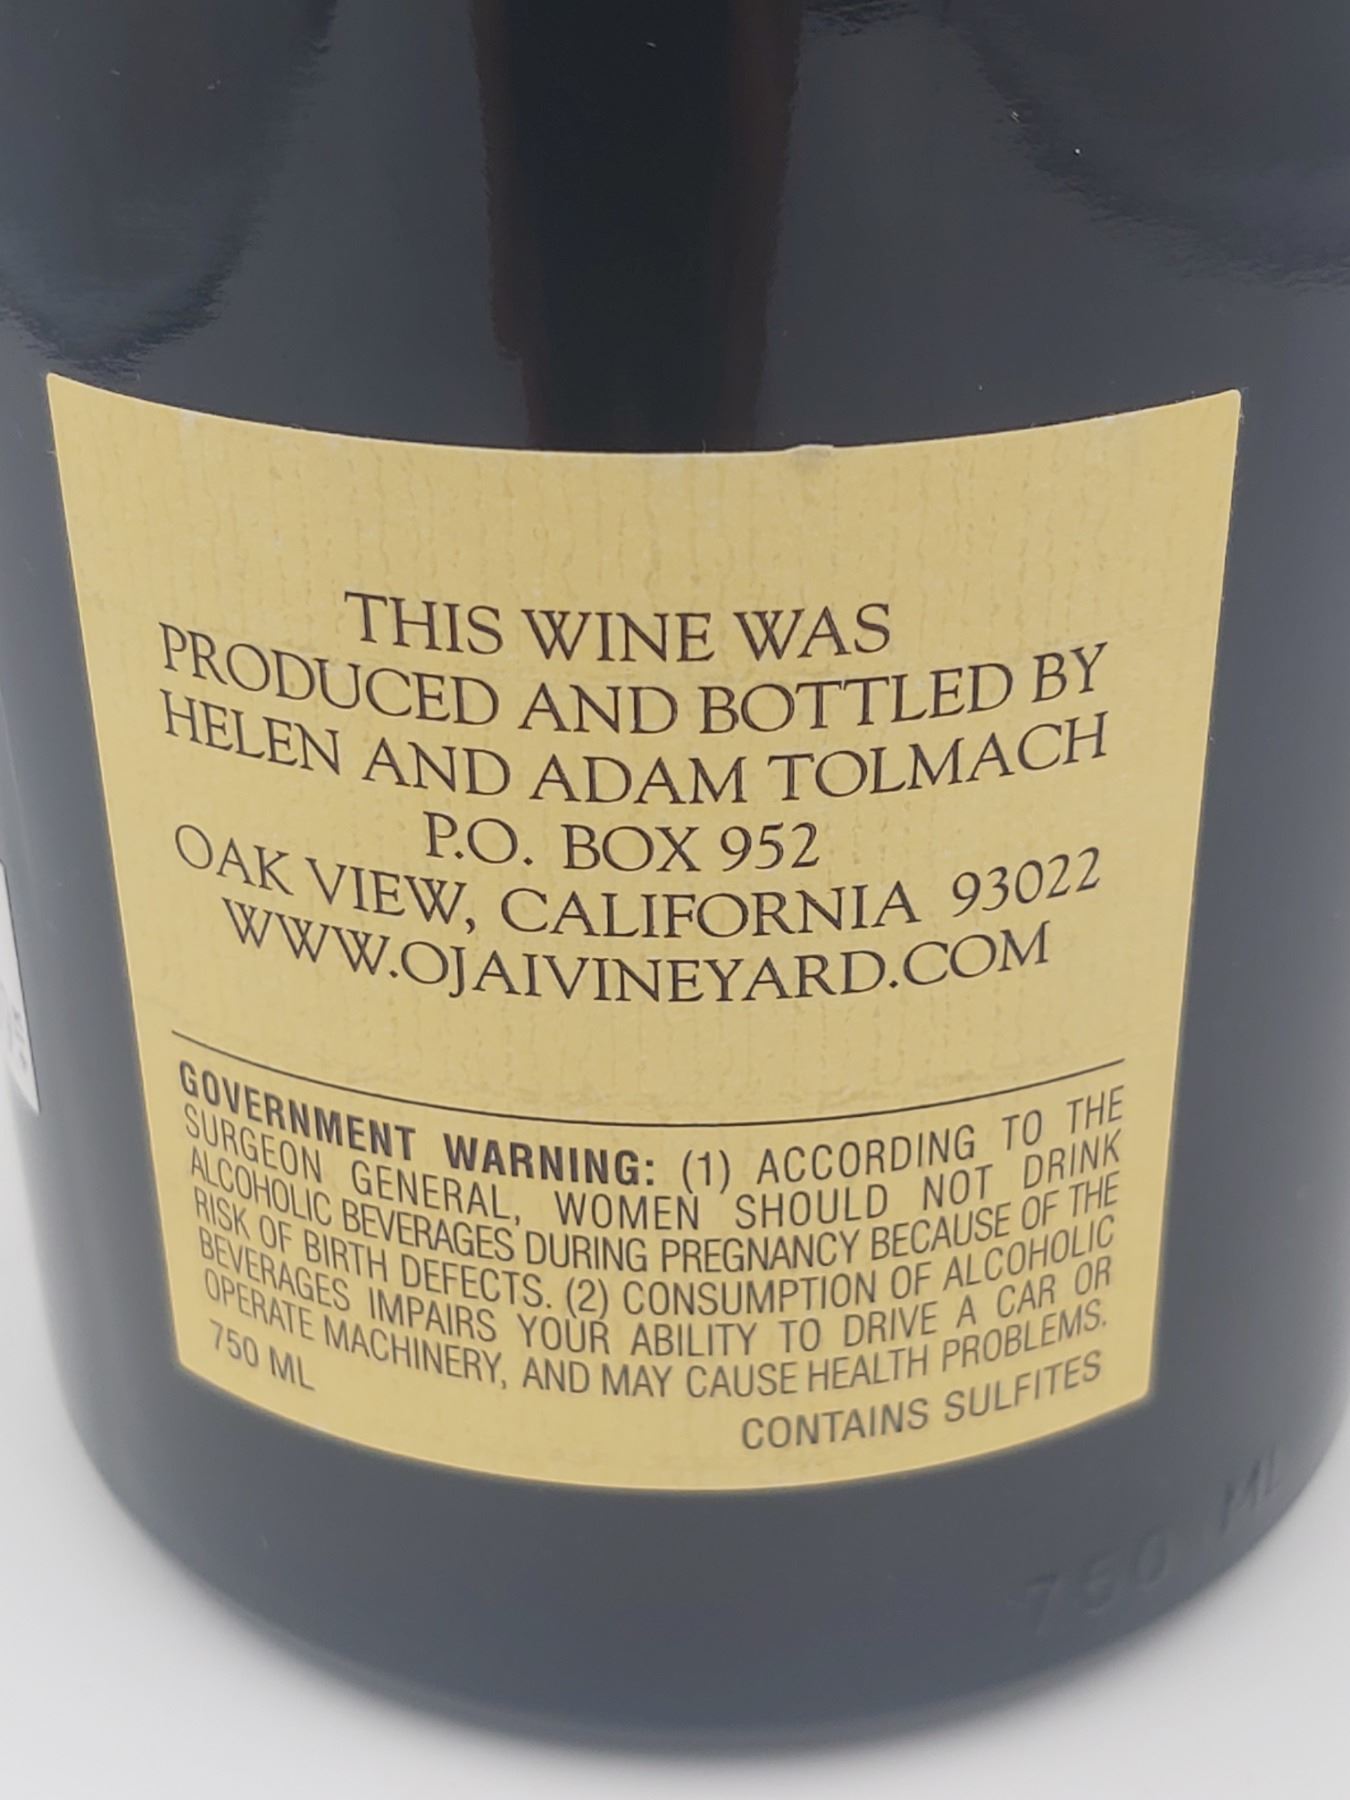 THIS WINE WAS
PRODUCED AND BOTTLED BY
HELEN AND ADAM TOLMACH
P.O. BOX 952
OAK VIEW, CALIFORNIA 93022
WWW.OJAIVINEYARD.COM
GOVERNMENT WARNING: (1) ACCORDING TO THE
SURGEON GENERAL, WOMEN SHOULD NOT DRINK
ALCOHOLIC BEVERAGES DURING PREGNANCY BECAUSE OF THE
RISK OF BIRTH DEFECTS. (2) CONSUMPTION OF ALCOHOLIC
BEVERAGES IMPAIRS YOUR ABILITY TO DRIVE A CAR OR
OPERATE MACHINERY, AND MAY CAUSE HEALTH PROBLEMS.
750 ML
CONTAINS SULFITES
750 ML